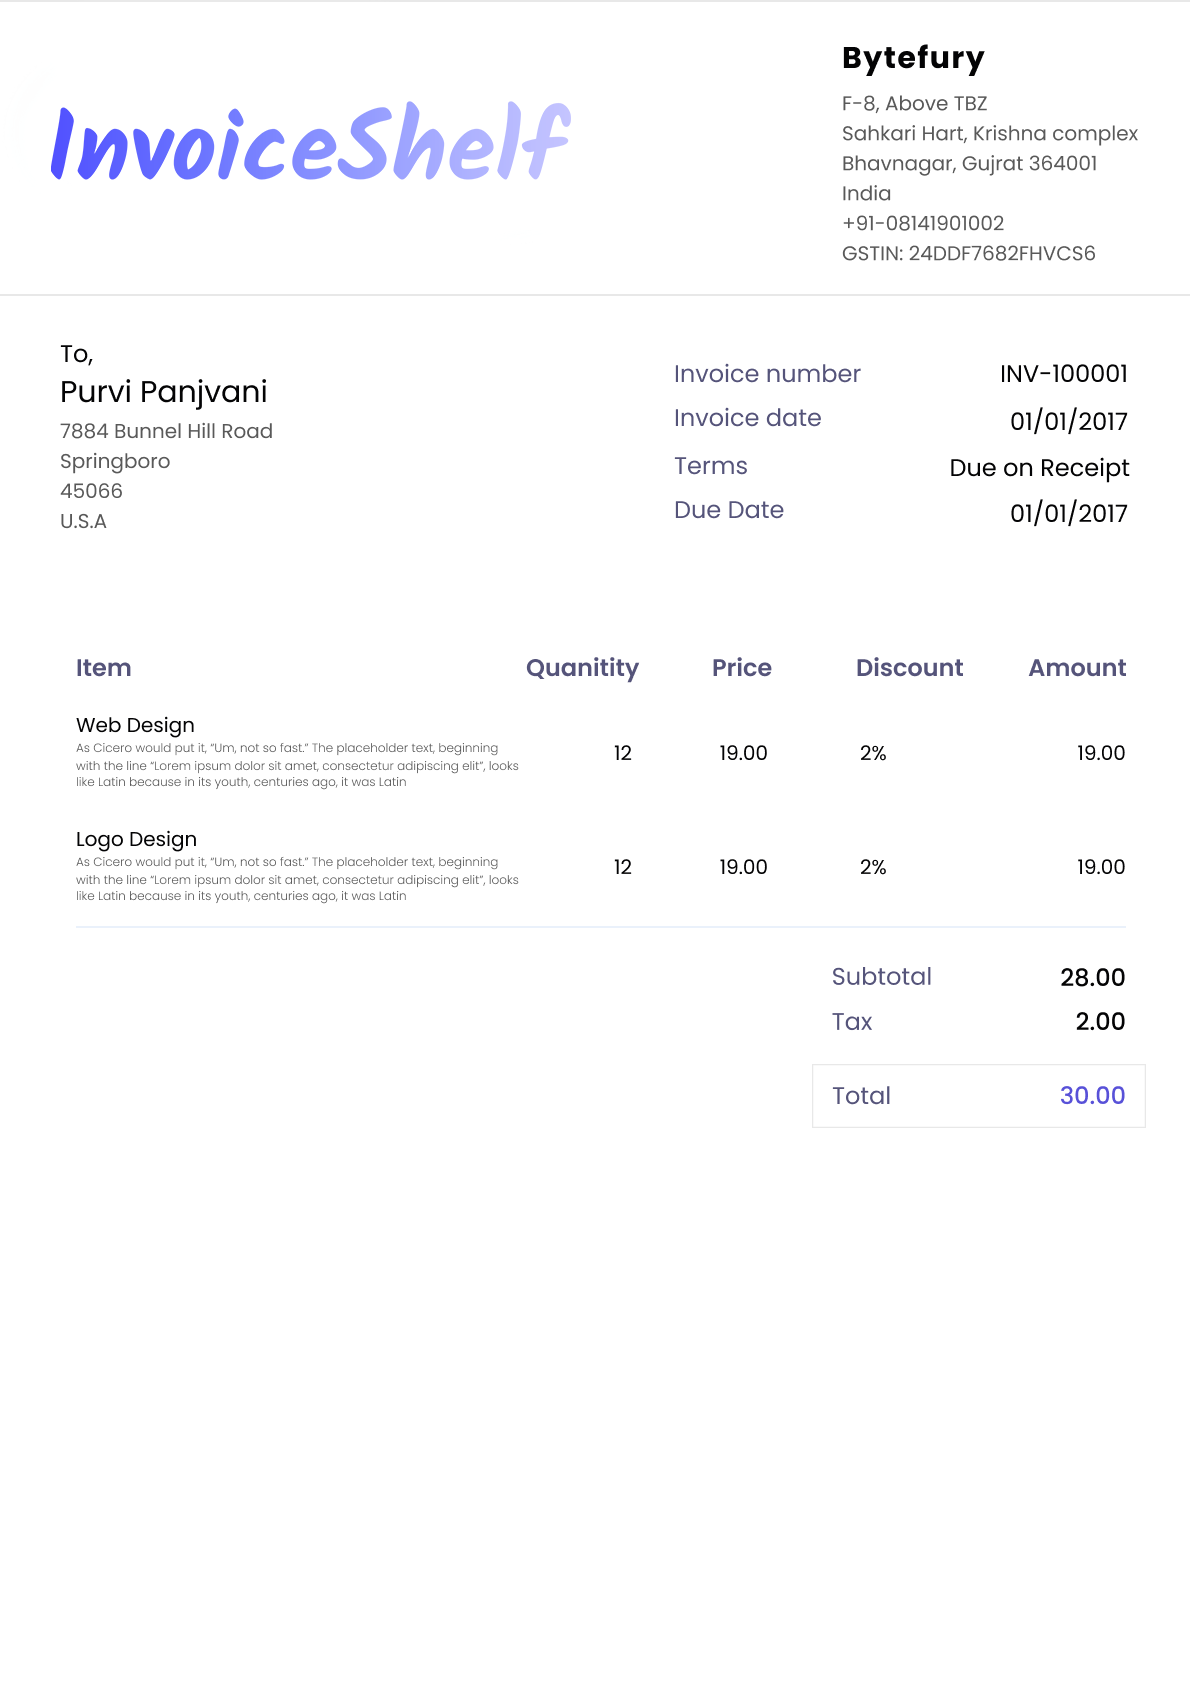 InvoiceShelf
Bytefury
F-8, Above TBZ
Sahkari Hart, Krishna complex
Bhavnagar, Gujrat 364001
India
+91-08141901002
GSTIN: 24DDF7682FHVCS6
To,
Purvi Panjvani
7884 Bunnel Hill Road
Springboro
45066
U.S.A
Invoice number INV-100001
Invoice date 01/01/2017
Terms Due on Receipt
Due Date 01/01/2017
Item Quanitity Price Discount Amount
Web Design
As Cicero would put it, “Um, not so fast.” The placeholder text, beginning
with the line “Lorem ipsum dolor sit amet, consectetur adipiscing elit”, looks
like Latin because in its youth, centuries ago, it was Latin
12 19.00 2% 19.00
Logo Design
As Cicero would put it, “Um, not so fast.” The placeholder text, beginning
with the line “Lorem ipsum dolor sit amet, consectetur adipiscing elit”, looks
like Latin because in its youth, centuries ago, it was Latin
12 19.00 2% 19.00
Subtotal 28.00
Tax 2.00
Total 30.00